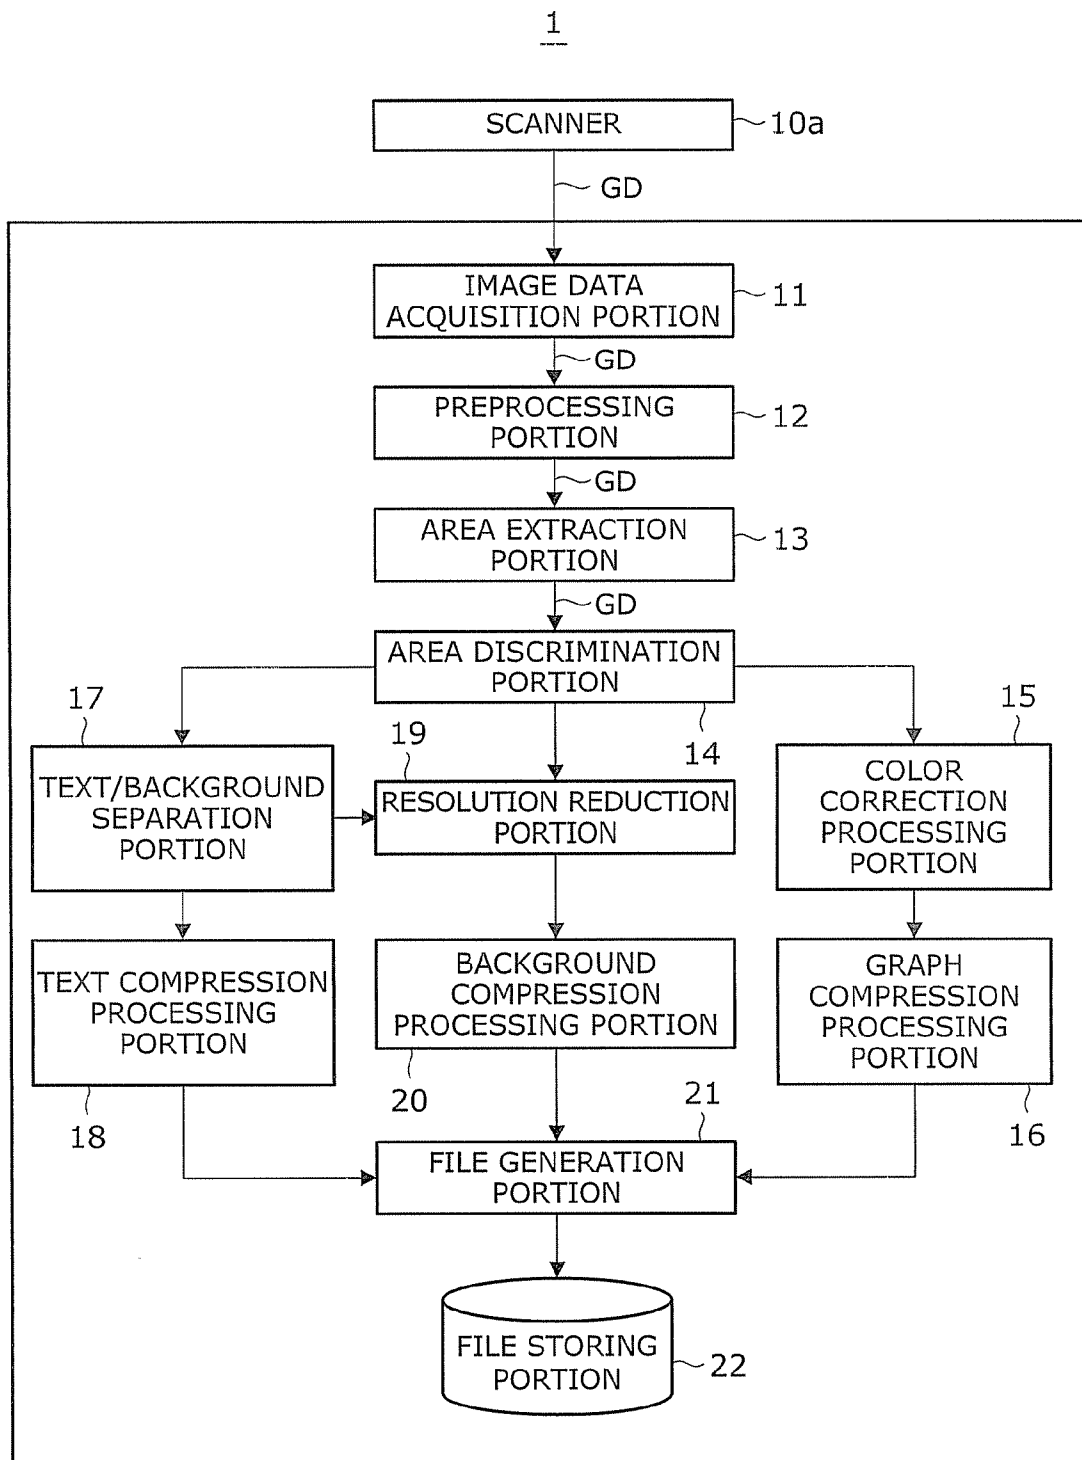 1
SCANNER
10a
GD
IMAGE DATA
ACQUISITION PORTION
11
GD
PREPROCESSING
PORTION
12
GD
AREA EXTRACTION
PORTION
13
GD
AREA DISCRIMINATION
PORTION
14
17
TEXT/BACKGROUND
SEPARATION
PORTION
19
RESOLUTION REDUCTION
PORTION
15
COLOR
CORRECTION
PROCESSING
PORTION
TEXT COMPRESSION
PROCESSING
PORTION
18
BACKGROUND
COMPRESSION
PROCESSING PORTION
20
GRAPH
COMPRESSION
PROCESSING
PORTION
16
21
FILE GENERATION
PORTION
FILE STORING
PORTION
22